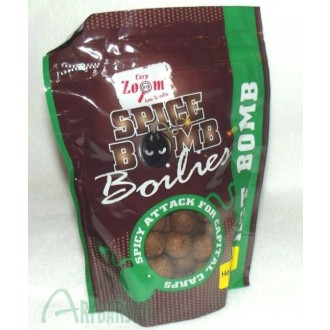 Carp
Zoom
SPICE
BOMB
Boilies
SPICY ATTACK FOR CAPITAL CARPS
BOMB